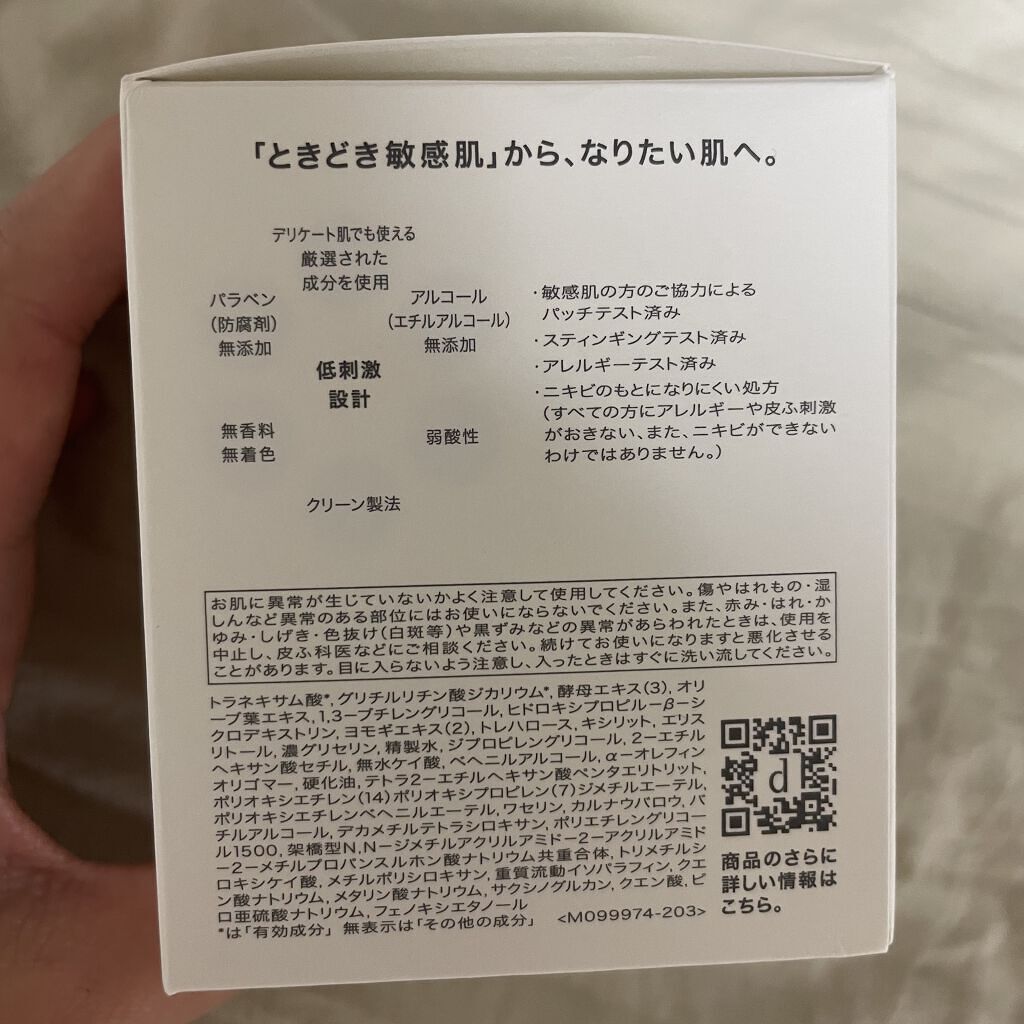 「ときどき敏感肌」から、なりたい肌へ。
デリケート肌でも使える
厳選された
成分を使用
パラベン
(防腐剤)
無添加
アルコール
(エチルアルコール)
無添加
低刺激
設計
無香料
無着色
弱酸性
クリーン製法
・敏感肌の方のご協力による
パッチテスト済み
・スティンギングテスト済み
・アレルギーテスト済み
・ニキビのもとになりにくい処方
(すべての方にアレルギーや皮ふ刺激
がおきない、また、ニキビができない
わけではありません。)
お肌に異常が生じていないかよく注意して使用してください。傷やはれもの・湿
しんなど異常のある部位にはお使いにならないでください。また、赤み・はれ・か
ゆみ・しげき・色抜け(白斑等)や黒ずみなどの異常があらわれたときは、使用を
中止し、皮ふ科医などにご相談ください。続けてお使いになりますと悪化させる
ことがあります。目に入らないよう注意し、入ったときはすぐに洗い流してください。
トラネキサム酸*, グリチルリチン酸ジカリウム*, 酵母エキス(3), オリ
ーブ葉エキス, 1,3-ブチレングリコール, ヒドロキシプロピル-β-シ
クロデキストリン, ヨモギエキス(2), トレハロース, キシリット, エリス
リトール, 濃グリセリン, 精製水, ジプロピレングリコール, 2-エチル
ヘキサン酸セチル, 無水ケイ酸, ベヘニルアルコール, α-オレフィン
オリゴマー, 硬化油, テトラ2-エチルヘキサン酸ペンタエリトリット,
ポリオキシエチレン(14)ポリオキシプロピレン(7)ジメチルエーテル,
ポリオキシエチレンベヘニルエーテル, ワセリン, カルナウバロウ, バ
チルアルコール, デカメチルテトラシロキサン, ポリエチレングリコー
ル1500, 架橋型N,N-ジメチルアクリルアミド-2-アクリルアミド
-2-メチルプロパンスルホン酸ナトリウム共重合体, トリメチルシ
ロキシケイ酸, メチルポリシロキサン, 重質流動イソパラフィン, クエ
ン酸ナトリウム, メタリン酸ナトリウム, サクシノグルカン, クエン酸, ピ
ロ亜硫酸ナトリウム, フェノキシエタノール
*は「有効成分」 無表示は「その他の成分」 <M099974-203>
d
商品のさらに
詳しい情報は
こちら。